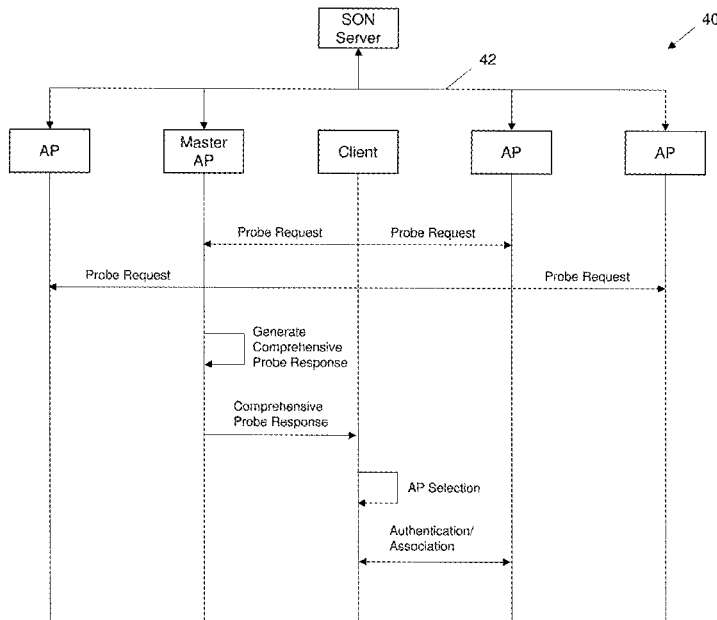 SON
Server
40
42
AP
Master
AP
Client
AP
AP
Probe Request
Probe Request
Probe Request
Probe Request
Generate
Comprehensive
Probe Response
Comprehensive
Probe Response
AP Selection
Authentication/
Association